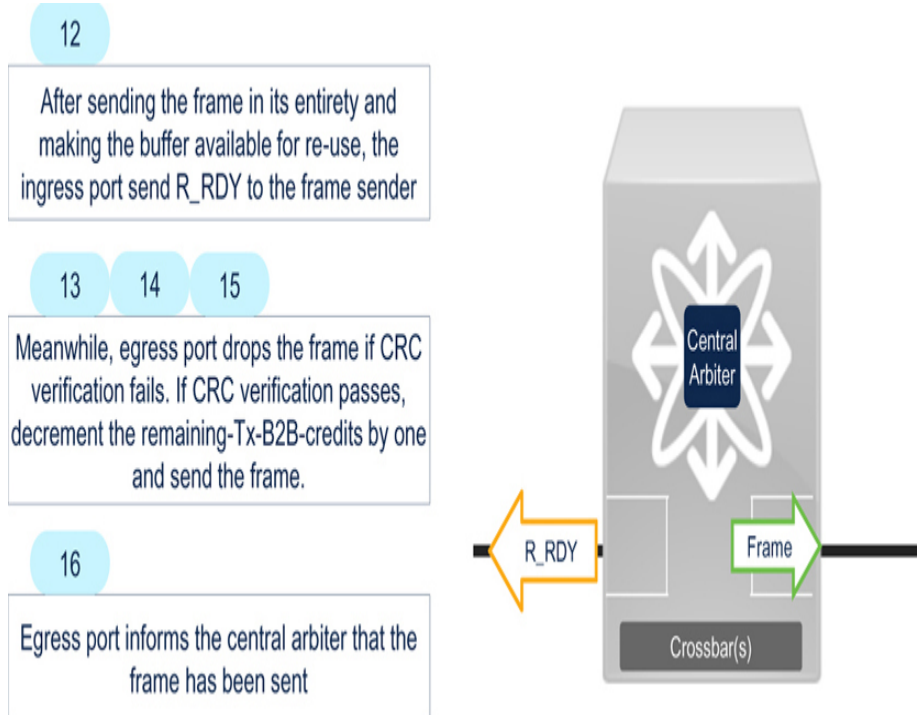 12
After sending the frame in its entirety and
making the buffer available for re-use, the
ingress port send R_RDY to the frame sender
13 14 15
Meanwhile, egress port drops the frame if CRC
verification fails. If CRC verification passes,
decrement the remaining-Tx-B2B-credits by one
and send the frame.
16
Egress port informs the central arbiter that the
frame has been sent
Central
Arbiter
R_RDY
Frame
Crossbar(s)